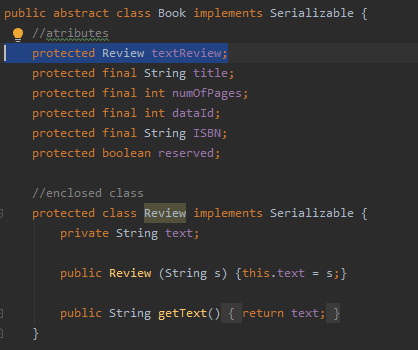 public abstract class Book implements Serializable {
//atributes
protected Review textReview;
protected final String title;
protected final int numOfPages;
protected final int dataId;
protected final String ISBN;
protected boolean reserved;
//enclosed class
protected class Review implements Serializable {
private String text;
public Review (String s) {this.text = s;}
public String getText() { return text; }
}